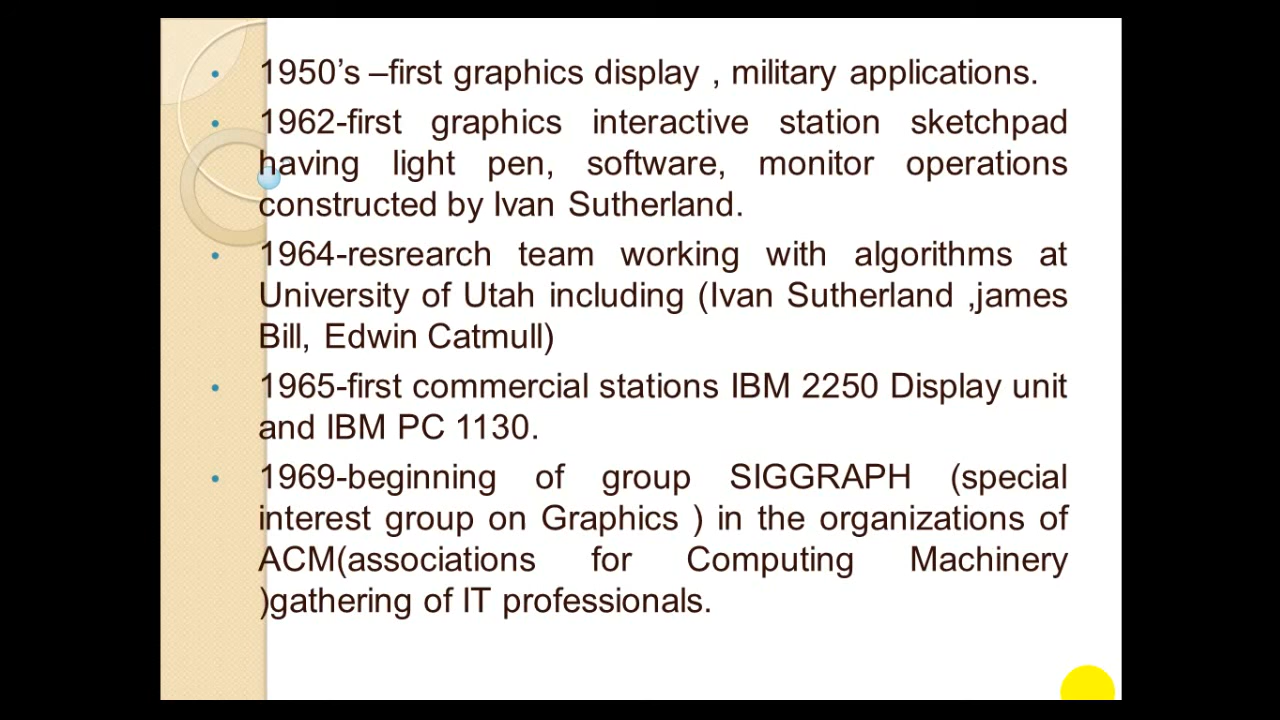 • 1950’s –first graphics display , military applications.
• 1962-first graphics interactive station sketchpad
having light pen, software, monitor operations
constructed by Ivan Sutherland.
• 1964-resrearch team working with algorithms at
University of Utah including (Ivan Sutherland ,james
Bill, Edwin Catmull)
• 1965-first commercial stations IBM 2250 Display unit
and IBM PC 1130.
• 1969-beginning of group SIGGRAPH (special
interest group on Graphics ) in the organizations of
ACM(associations for Computing Machinery
)gathering of IT professionals.